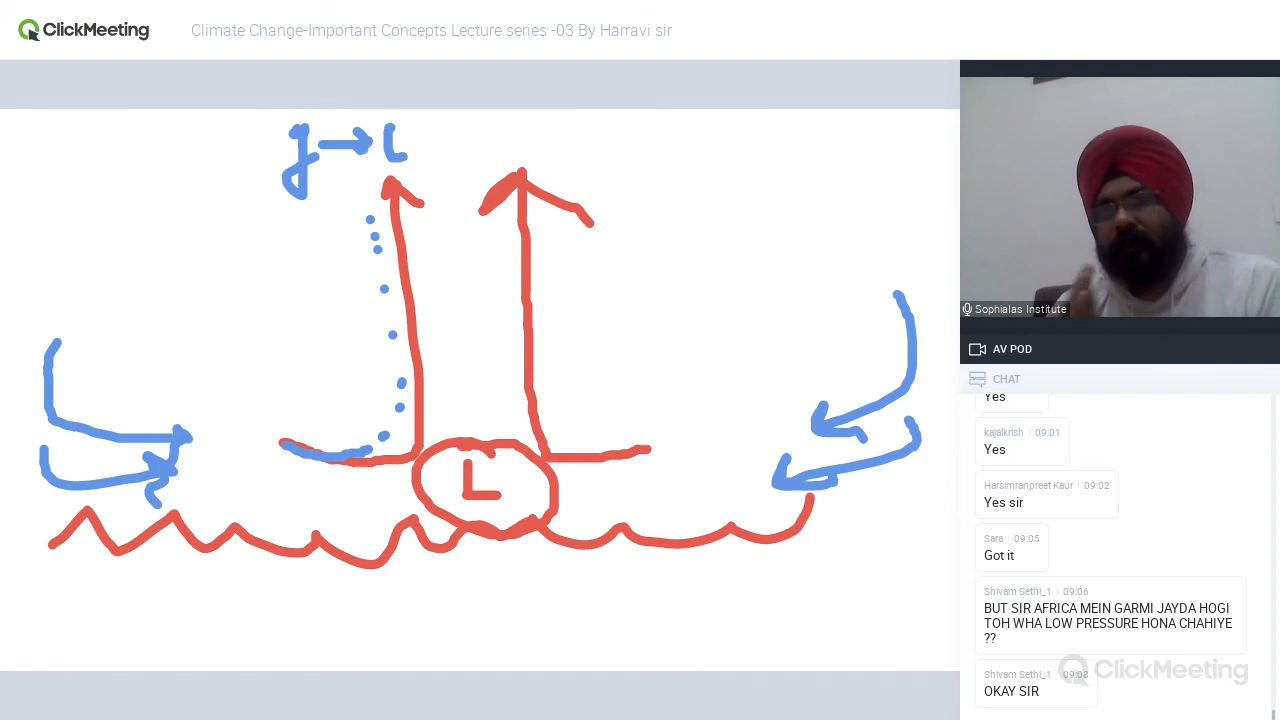 ClickMeeting
Climate Change-Important Concepts Lecture series -03 By Harravi sir
g → L
L
Sophialas Institute
AV POD
CHAT
Yes
kajalkrish 09:01
Yes
Harsimranpreet Kaur 09:02
Yes sir
Sara 09:05
Got it
Shivam Sethi_1 09:06
BUT SIR AFRICA MEIN GARMI JAYDA HOGI
TOH WHA LOW PRESSURE HONA CHAHIYE
??
Shivam Sethi_1 09:08
OKAY SIR
ClickMeeting